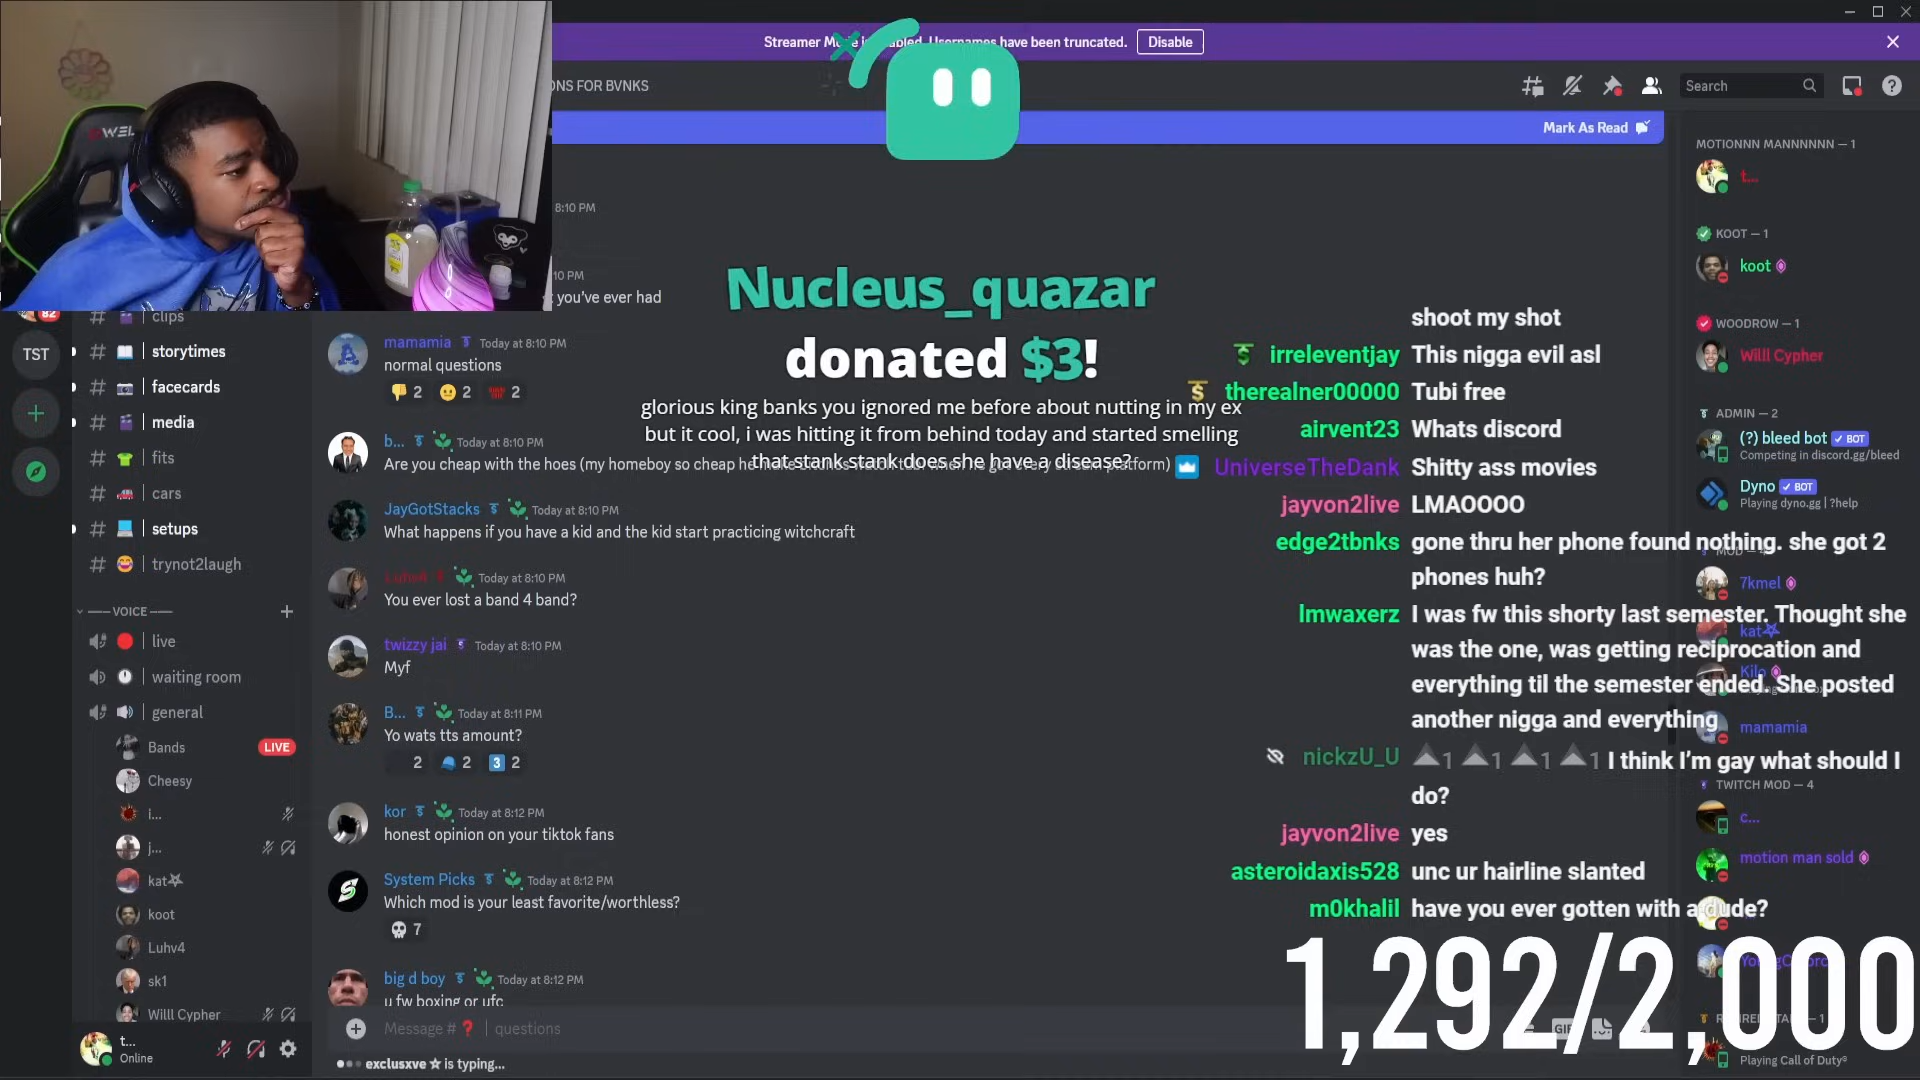 Streamer Mode is enabled. Usernames have been truncated.
Disable
ONS FOR BVNKS
Search
Mark As Read
8:10 PM
10 PM
you've ever had
mamamia Today at 8:10 PM
normal questions
2 2 2
b... Today at 8:10 PM
Are you cheap with the hoes (my homeboy so cheap he
platform)
JayGotStacks Today at 8:10 PM
What happens if you have a kid and the kid start practicing witchcraft
Luhv4 Today at 8:10 PM
You ever lost a band 4 band?
twizzy jai Today at 8:10 PM
Myf
B... Today at 8:11 PM
Yo wats tts amount?
2 2 3 2
kor Today at 8:12 PM
honest opinion on your tiktok fans
System Picks Today at 8:12 PM
Which mod is your least favorite/worthless?
7
big d boy Today at 8:12 PM
u fw boxing or ufc
Message # ? | questions
GIF
exclusxve is typing...
Nucleus_quazar
donated $3!
glorious king banks you ignored me before about nutting in my ex
but it cool, i was hitting it from behind today and started smelling
that stank stank does she have a disease?
82
TST
# | clips
# | storytimes
# | facecards
# | media
# | fits
# | cars
# | setups
# | trynot2laugh
VOICE
| live
| waiting room
| general
Bands LIVE
Cheesy
i...
j...
kat
koot
Luhv4
sk1
Willl Cypher
t...
Online
shoot my shot
irreleventjay This nigga evil asl
therealner00000 Tubi free
airvent23 Whats discord
UniverseTheDank Shitty ass movies
jayvon2live LMAOOOO
edge2tbnks gone thru her phone found nothing. she got 2
phones huh?
lmwaxerz I was fw this shorty last semester. Thought she
was the one, was getting reciprocation and
everything til the semester ended. She posted
another nigga and everything
nickzU_U 1 1 1 1 I think I'm gay what should I
do?
jayvon2live yes
asteroidaxis528 unc ur hairline slanted
m0khalil have you ever gotten with a dude?
1,292/2,000
MOTIONNN MANNNNNN — 1
t...
KOOT — 1
koot
WOODROW — 1
Willl Cypher
ADMIN — 2
(?) bleed bot BOT
Competing in discord.gg/bleed
Dyno BOT
Playing dyno.gg | ?help
MOD — 4
7kmel
kat
Kilo
mamamia
TWITCH MOD — 4
c...
motion man sold
Playing Call of Duty®